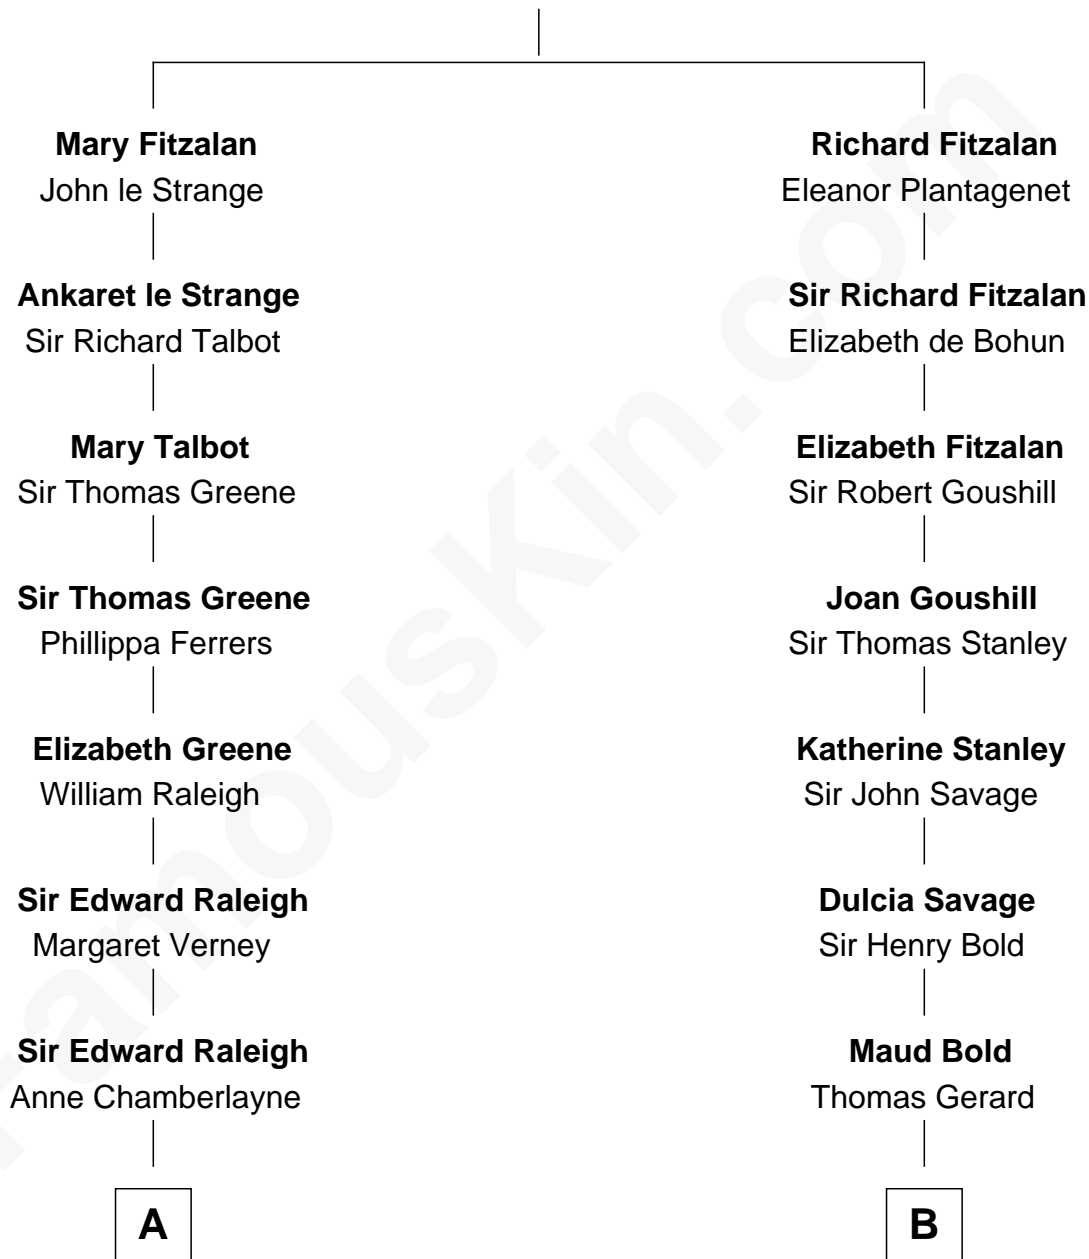 Mary Fitzalan
John le Strange
Richard Fitzalan
Eleanor Plantagenet
Ankaret le Strange
Sir Richard Talbot
Sir Richard Fitzalan
Elizabeth de Bohun
Mary Talbot
Sir Thomas Greene
Elizabeth Fitzalan
Sir Robert Goushill
Sir Thomas Greene
Phillippa Ferrers
Joan Goushill
Sir Thomas Stanley
Elizabeth Greene
William Raleigh
Katherine Stanley
Sir John Savage
Sir Edward Raleigh
Margaret Verney
Dulcia Savage
Sir Henry Bold
Sir Edward Raleigh
Anne Chamberlayne
Maud Bold
Thomas Gerard
A
B
FamousKin.com